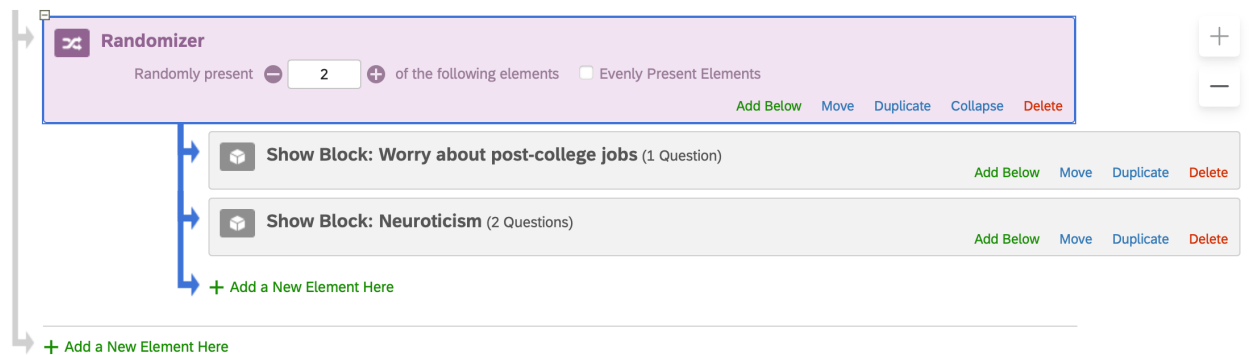 Randomizer
Randomly present 2 of the following elements Evenly Present Elements
Add Below Move Duplicate Collapse Delete
Show Block: Worry about post-college jobs (1 Question)
Add Below Move Duplicate Delete
Show Block: Neuroticism (2 Questions)
Add Below Move Duplicate Delete
+ Add a New Element Here
+ Add a New Element Here